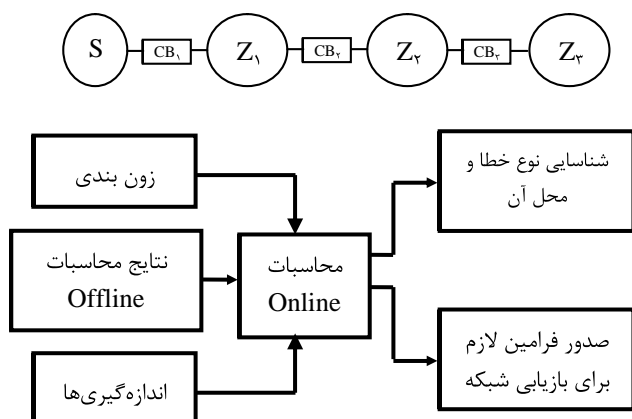 S CB۱ Z۱ CB۲ Z۲ CB۳ Z۳
زون بندی
شناسایی نوع خطا و
محل آن
نتایج محاسبات
Offline
محاسبات
Online
اندازه‌گیری‌ها
صدور فرامین لازم
برای بازیابی شبکه